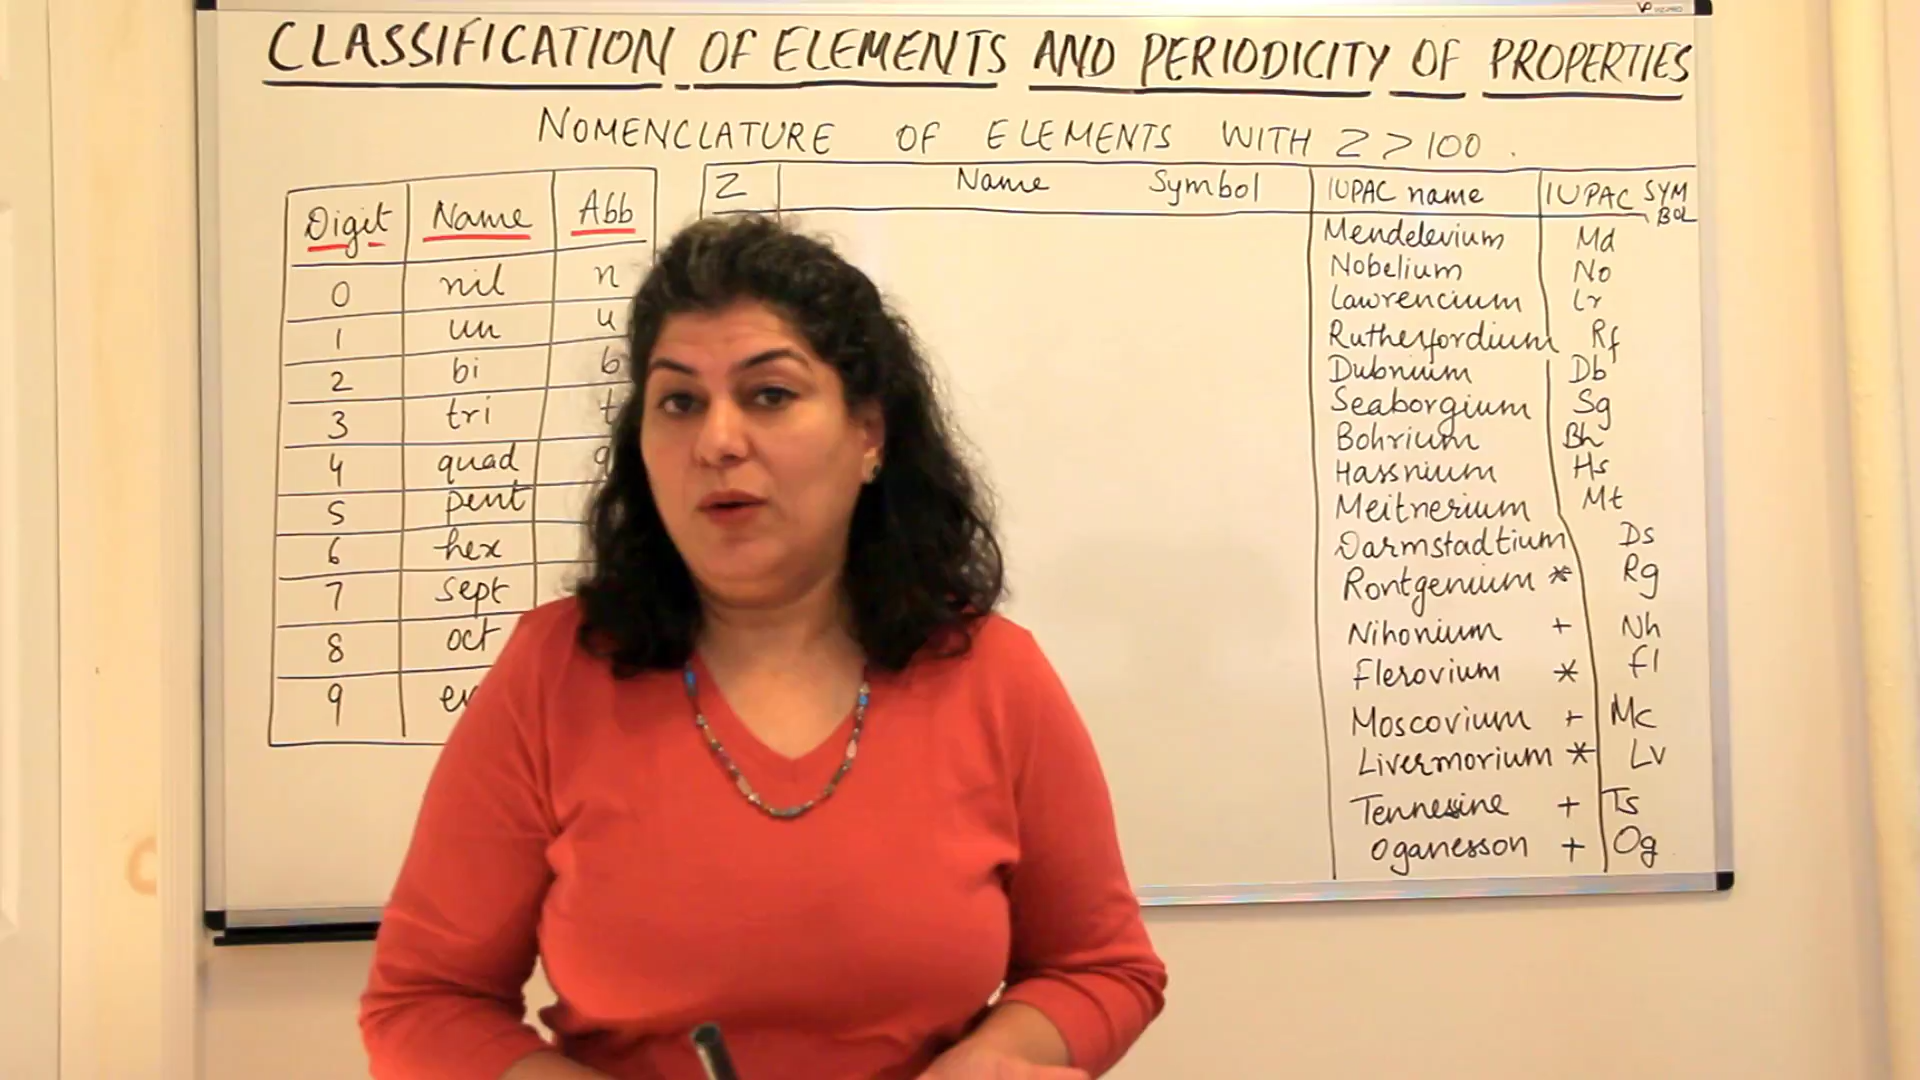 CLASSIFICATION OF ELEMENTS AND PERIODICITY OF PROPERTIES
NOMENCLATURE OF ELEMENTS WITH Z > 100.
Digit Name Abb
0 nil n
1 un u
2 bi b
3 tri t
4 quad q
5 pent
6 hex
7 sept
8 oct
9
Z Name Symbol IUPAC name IUPAC SYMBOL
Mendelevium Md
Nobelium No
Lawrencium Lr
Rutherfordium Rf
Dubnium Db
Seaborgium Sg
Bohrium Bh
Hassnium Hs
Meitnerium Mt
Darmstadtium Ds
Rontgenium * Rg
Nihonium + Nh
Flerovium * Fl
Moscovium + Mc
Livermorium * Lv
Tennessine + Ts
Oganesson + Og